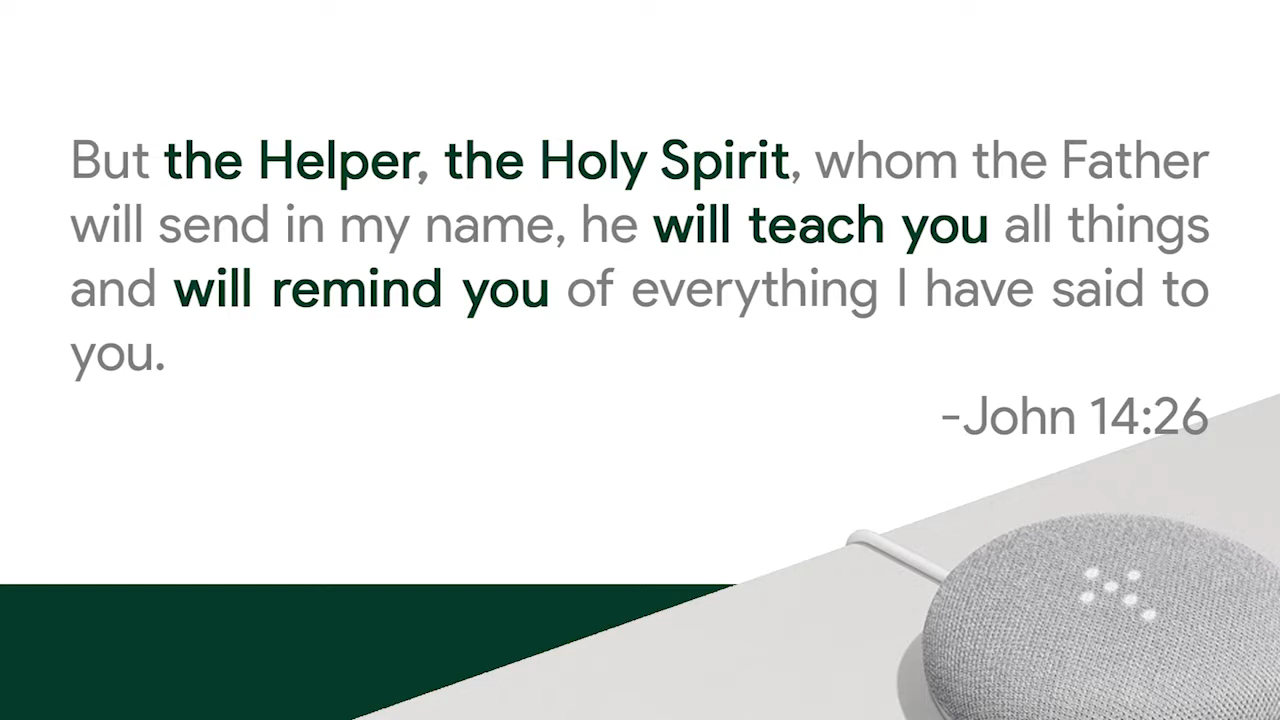 But the Helper, the Holy Spirit, whom the Father
will send in my name, he will teach you all things
and will remind you of everything I have said to
you.
-John 14:26